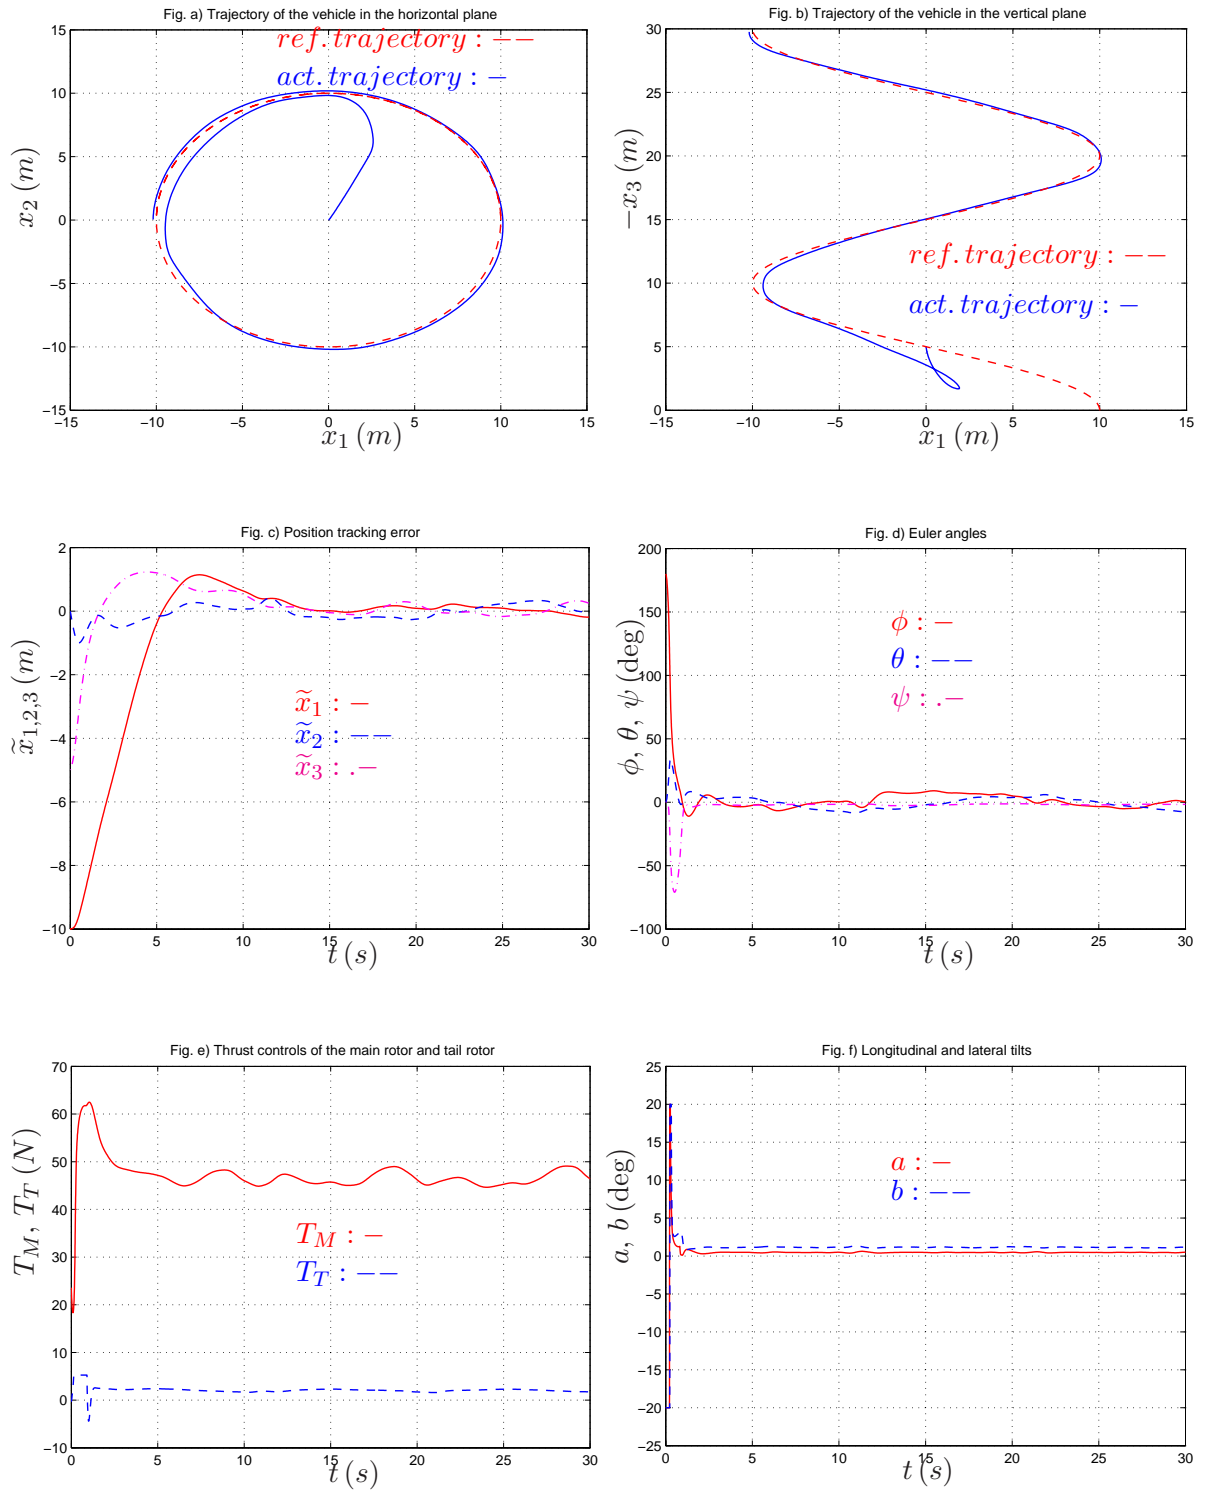 Fig. a) Trajectory of the vehicle in the horizontal plane
ref. trajectory : −−
act. trajectory : −
15
10
5
0
−5
−10
−15
x₂ (m)
−15 −10 −5 0 5 10 15
x₁ (m)
Fig. b) Trajectory of the vehicle in the vertical plane
30
25
20
15
10
5
0
−x₃ (m)
ref. trajectory : −−
act. trajectory : −
−15 −10 −5 0 5 10 15
x₁ (m)
Fig. c) Position tracking error
2
0
−2
−4
−6
−8
−10
x̃₁,₂,₃ (m)
x̃₁ : −
x̃₂ : −−
x̃₃ : .−
0 5 10 15 20 25 30
t (s)
Fig. d) Euler angles
200
150
100
50
0
−50
−100
ϕ, θ, ψ (deg)
ϕ : −
θ : −−
ψ : .−
0 5 10 15 20 25 30
t (s)
Fig. e) Thrust controls of the main rotor and tail rotor
70
60
50
40
30
20
10
0
−10
T_M, T_T (N)
T_M : −
T_T : −−
0 5 10 15 20 25 30
t (s)
Fig. f) Longitudinal and lateral tilts
25
20
15
10
5
0
−5
−10
−15
−20
−25
a, b (deg)
a : −
b : −−
0 5 10 15 20 25 30
t (s)